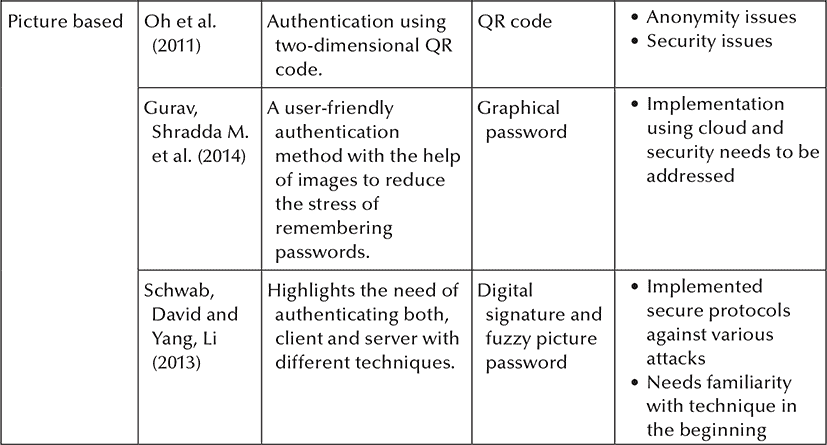 Picture based
Oh et al.
(2011)
Authentication using
two-dimensional QR
code.
QR code
• Anonymity issues
• Security issues
Gurav,
Shradda M.
et al. (2014)
A user-friendly
authentication
method with the help
of images to reduce
the stress of
remembering
passwords.
Graphical
password
• Implementation
using cloud and
security needs to be
addressed
Schwab,
David and
Yang, Li
(2013)
Highlights the need of
authenticating both,
client and server with
different techniques.
Digital
signature and
fuzzy picture
password
• Implemented
secure protocols
against various
attacks
• Needs familiarity
with technique in
the beginning